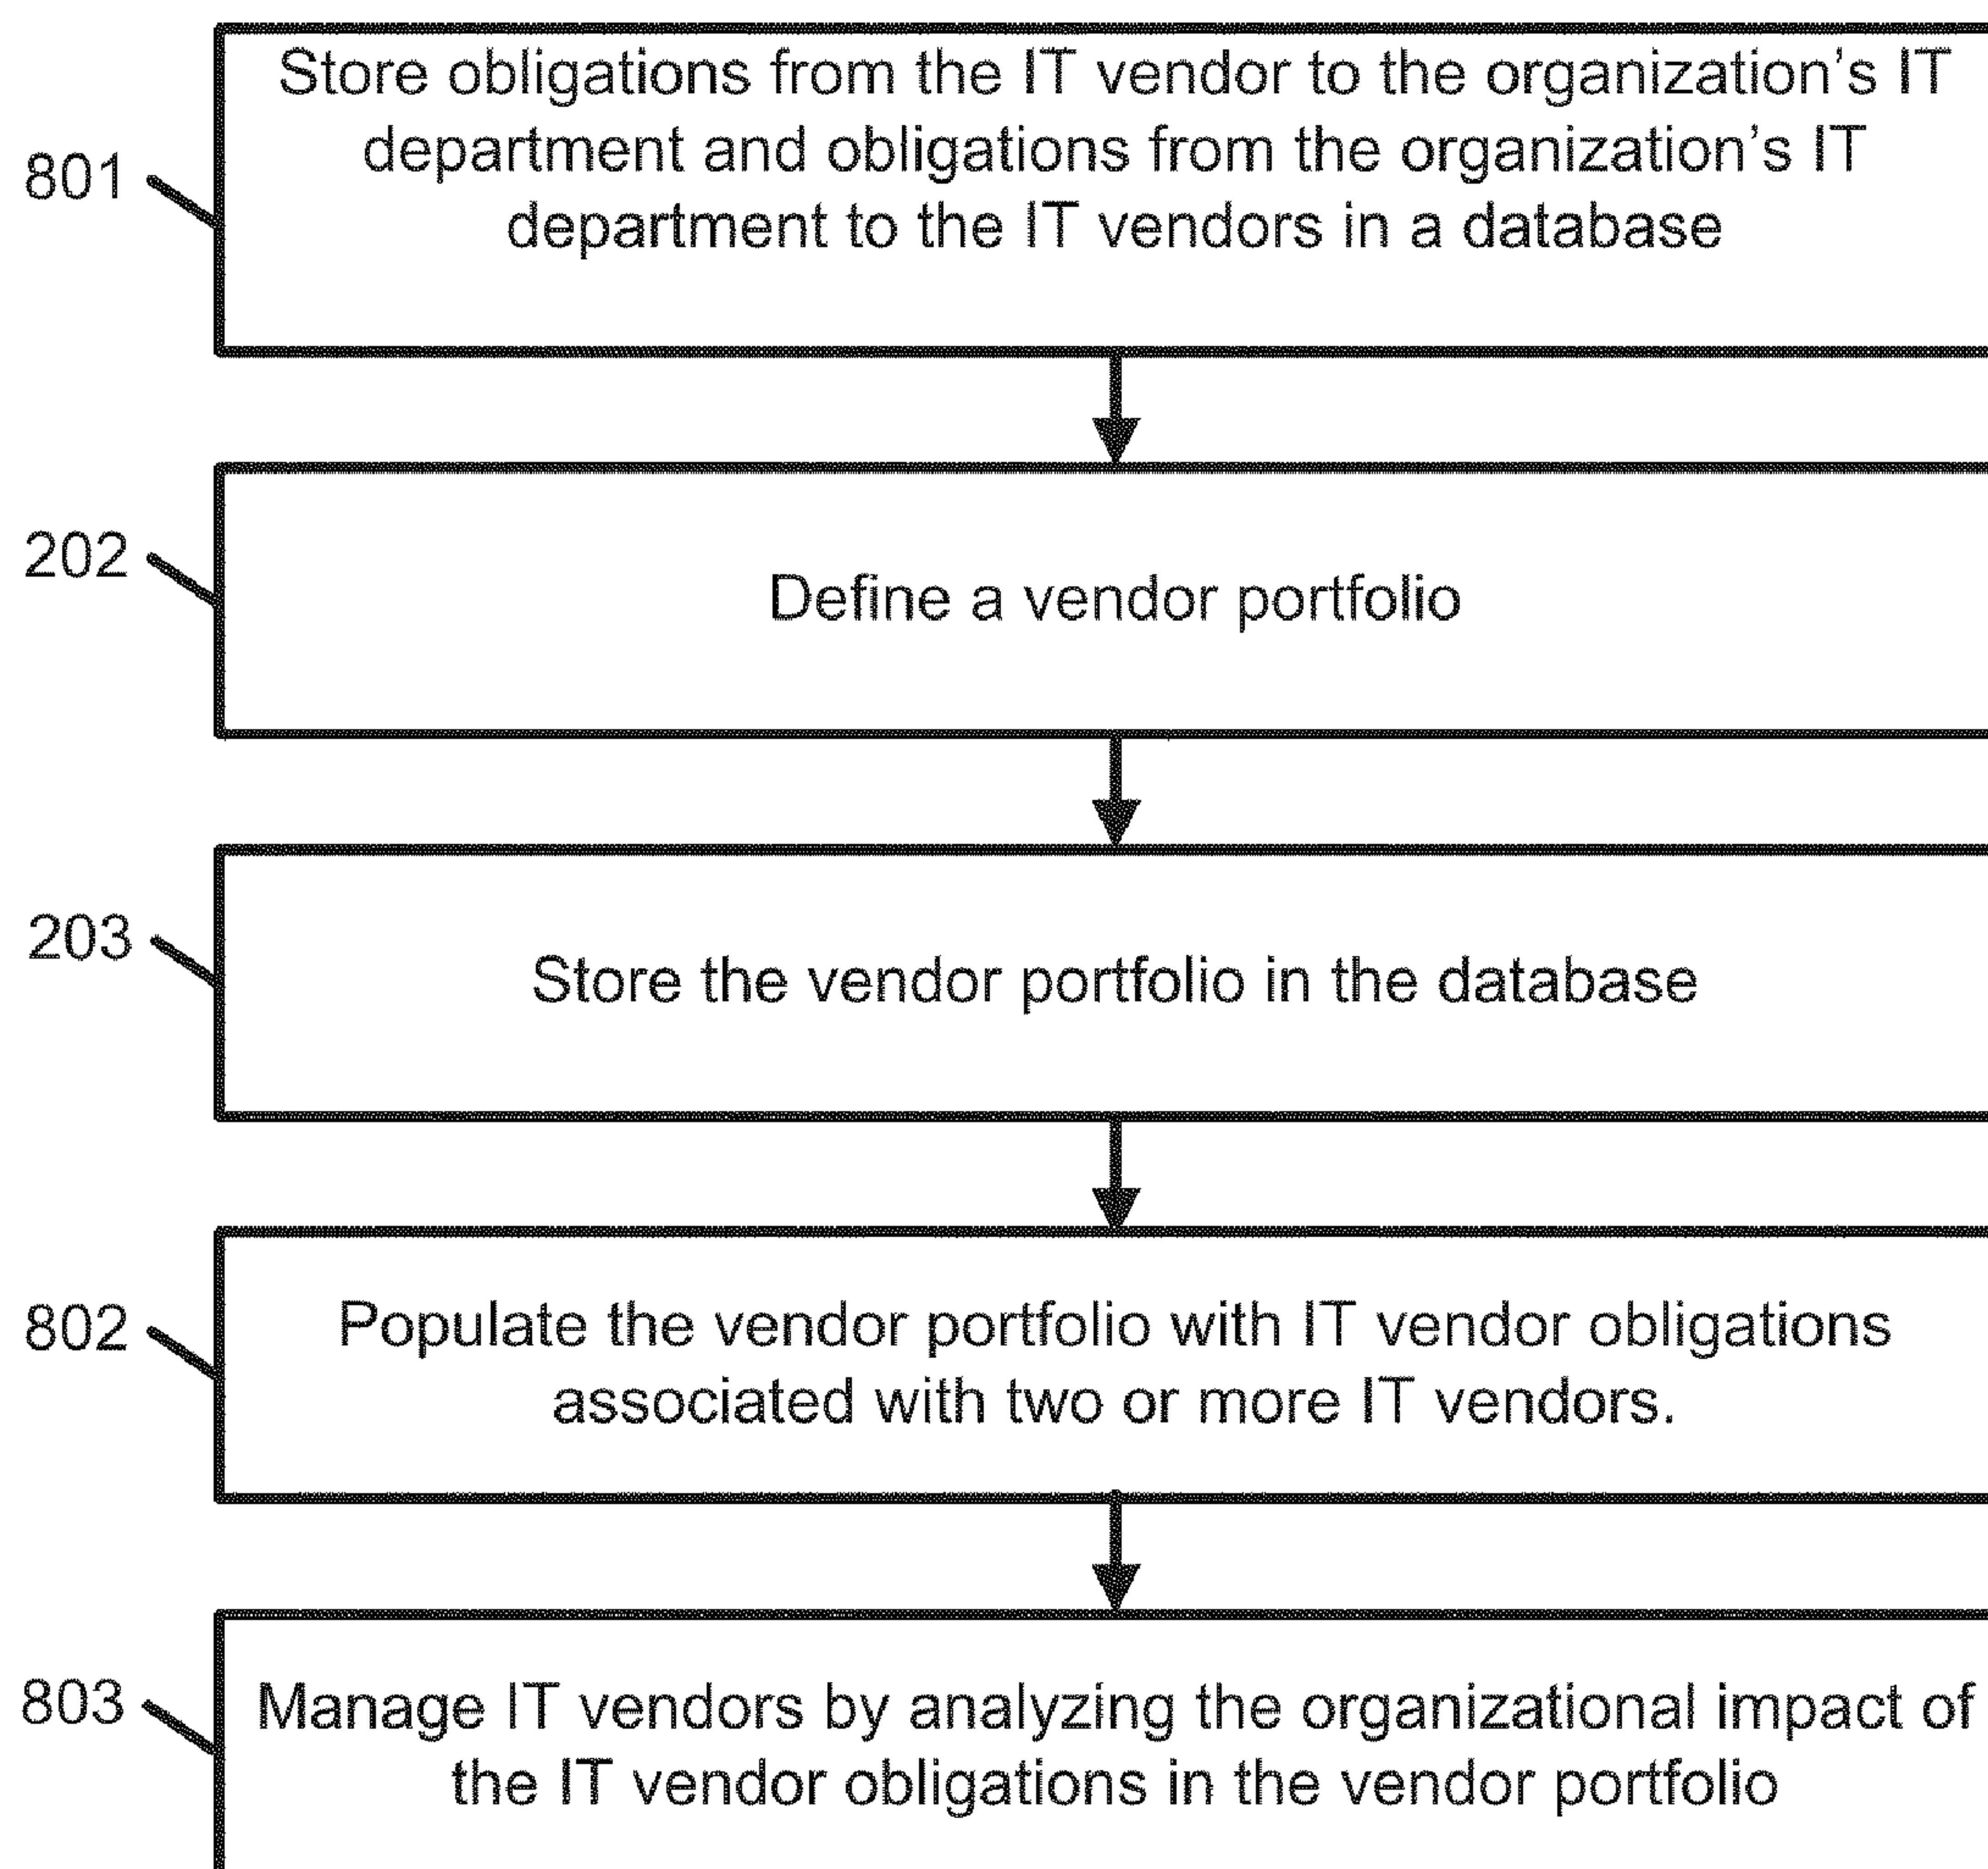 801
Store obligations from the IT vendor to the organization's IT
department and obligations from the organization's IT
department to the IT vendors in a database
202
Define a vendor portfolio
203
Store the vendor portfolio in the database
802
Populate the vendor portfolio with IT vendor obligations
associated with two or more IT vendors.
803
Manage IT vendors by analyzing the organizational impact of
the IT vendor obligations in the vendor portfolio